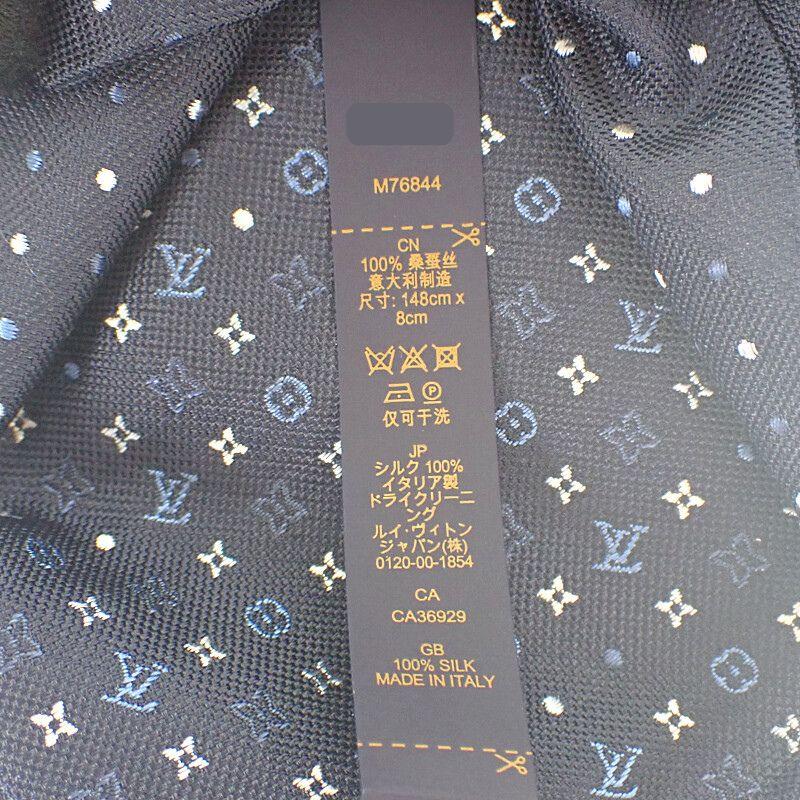 M76844
CN
100% 桑蚕丝
意大利制造
尺寸: 148cm x
8cm
仅可干洗
JP
シルク 100%
イタリア製
ドライクリーニ
ング
ルイ・ヴィトン
ジャパン(株)
0120-00-1854
CA
CA36929
GB
100% SILK
MADE IN ITALY